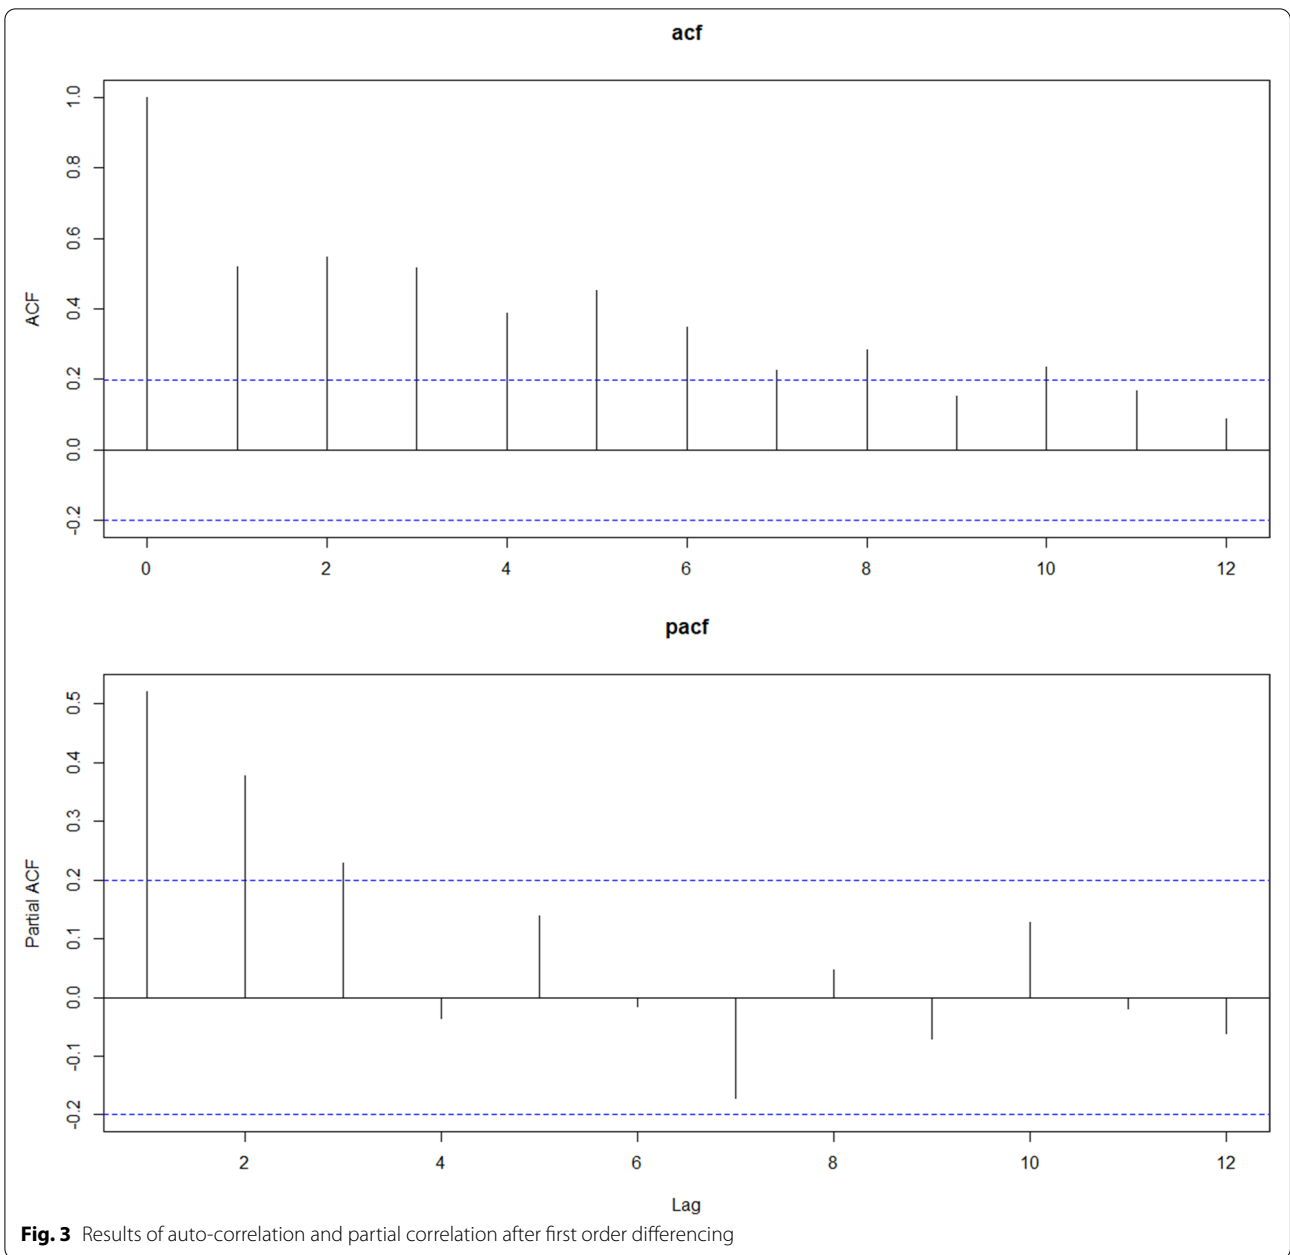 acf
1.0
0.8
0.6
0.4
0.2
0.0
-0.2
ACF
0 2 4 6 8 10 12
pacf
0.5
0.4
0.3
0.2
0.1
0.0
-0.1
-0.2
Partial ACF
2 4 6 8 10 12
Lag
Fig. 3 Results of auto-correlation and partial correlation after first order differencing